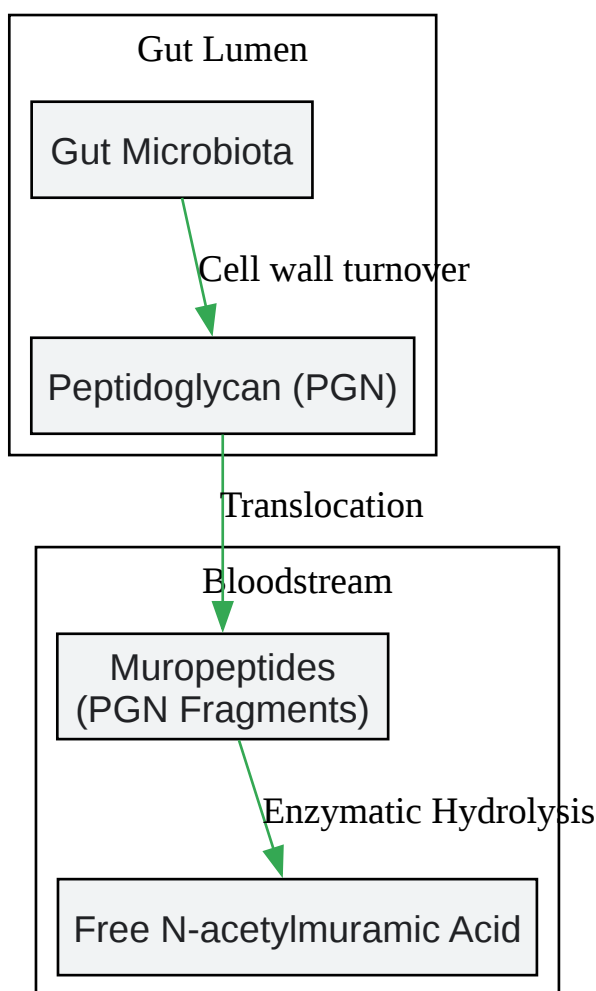 Gut Lumen
Gut Microbiota
Cell wall turnover
Peptidoglycan (PGN)
Translocation
Bloodstream
Muropeptides
(PGN Fragments)
Enzymatic Hydrolysis
Free N-acetylmuramic Acid